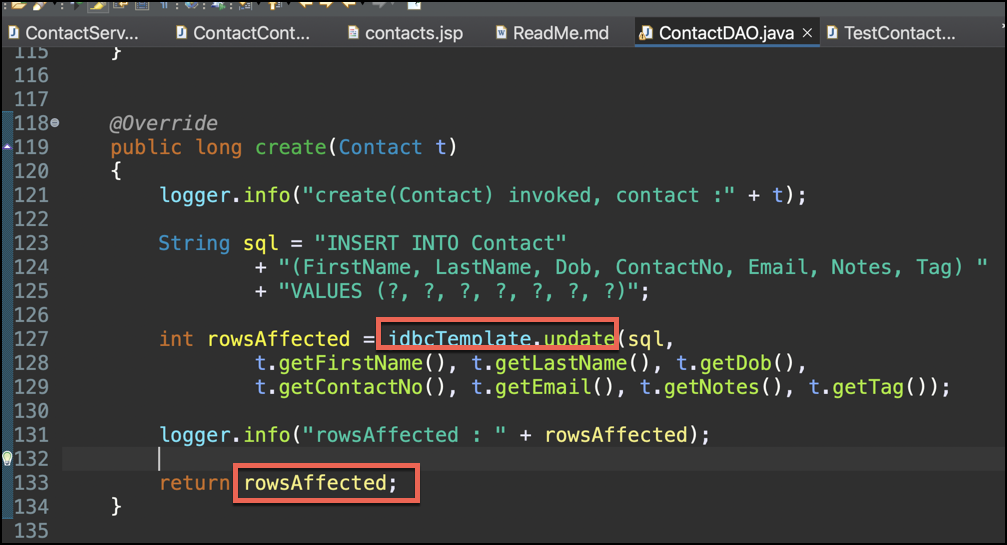 ContactServ... ContactCont... contacts.jsp ReadMe.md ContactDAO.java × TestContact...
115 }
116
117
118 @Override
119 public long create(Contact t)
120 {
121 logger.info("create(Contact) invoked, contact :" + t);
122
123 String sql = "INSERT INTO Contact"
124 + "(FirstName, LastName, Dob, ContactNo, Email, Notes, Tag) "
125 + "VALUES (?, ?, ?, ?, ?, ?, ?)";
126
127 int rowsAffected = jdbcTemplate.update(sql,
128 t.getFirstName(), t.getLastName(), t.getDob(),
129 t.getContactNo(), t.getEmail(), t.getNotes(), t.getTag());
130
131 logger.info("rowsAffected : " + rowsAffected);
132
133 return rowsAffected;
134 }
135